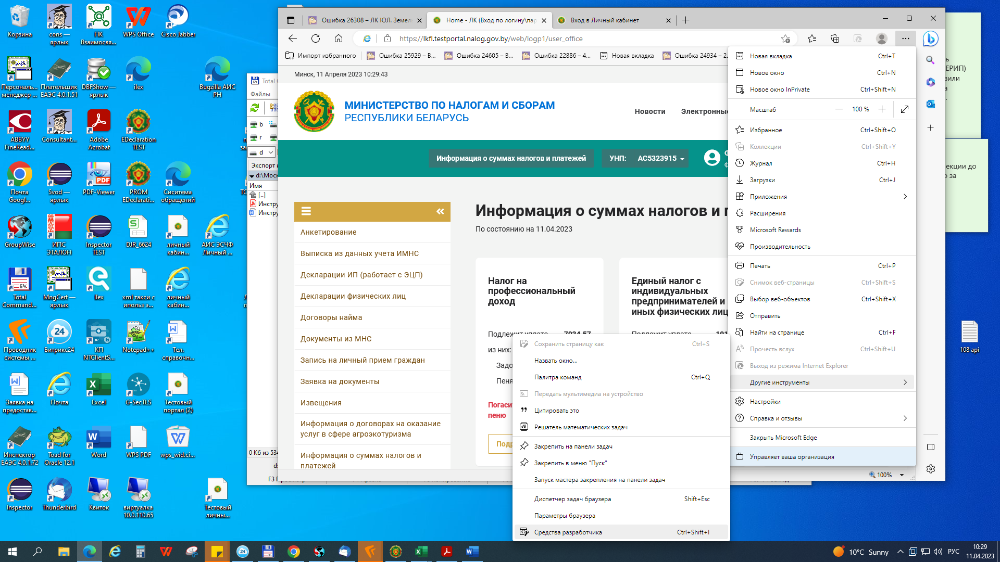 Корзина
cons —
ярлык
ПК
Взаимосвя...
WPS Office
Cisco Jabber
Персональ...
менеджер ...
Плательщик
ЕАЭС 4.0.1.51
DBFShow —
ярлык
ilex
Bugzilla АИС
РН
ABBYY
FineRead...
Consultant...
Adobe
Acrobat
EDeclaration
TEST
Почта
Googl...
Svod —
ярлык
PDF-Viewer
PROM
EDeclarati...
Сиситема
обращений
GroupWise
ИПС
ЭТАЛОН
Inspector
TEST
DJR_6624
личный
кабин...
АИС ЭСЧФ
Личный ...
Total
Command...
MngCert —
ярлык
Ilex
xml такси с
ипользь э...
личный
кабин...
Проводник
системы ...
Битрикс24
КП
NTClientS...
Notepad++
Тел.
справочн...
Заявка на
предостав...
Почта
Excel
G-SecTLS
Тестовый
портал (2)
Инспектор
ЕАЭС 4.0.1.72
Toad for
Oracle 12.1
Word
WPS PDF
wps_wid.ci...
Inspector
Thunderbird
Квиток
виртуалка
10.0.110.65
Тестовый
личны...
108 api
Total
Файлы
b
r
d
Экспорт и
d:\Моск
Имя
[..]
Инстру
Инстру
0 Кб из 534
d:
F3 Просмотр
Ошибка 26308 – ЛК ЮЛ. Земел
Home - ЛК (Вход по логину\пар
Вход в Личный кабинет
https://lkfl.testportal.nalog.gov.by/web/logp1/user_office
Импорт избранного
Ошибка 25929 – В...
Ошибка 24605 – В...
Ошибка 22886 – 4...
Новая вкладка
Ошибка 24934 – 2.
Минск, 11 Апреля 2023 10:29:43
МИНИСТЕРСТВО ПО НАЛОГАМ И СБОРАМ
РЕСПУБЛИКИ БЕЛАРУСЬ
Новости
Электронные
Информация о суммах налогов и платежей
УНП: AC5323915
Анкетирование
Выписка из данных учета ИМНС
Декларации ИП (работает с ЭЦП)
Декларации физических лиц
Договоры найма
Документы из МНС
Запись на личный прием граждан
Заявка на документы
Извещения
Информация о договорах на оказание
услуг в сфере агроэкотуризма
Информация о суммах налогов и
платежей
Информация о суммах налогов и п
По состоянию на 11.04.2023
Налог на
профессиональный
доход
Подлежит уплате 7034.57
из них:
Задо
Пеня
Погаси
пеню
Подр
Единый налог с
индивидуальных
предпринимателей и
иных физических лиц
Подлежит уплате 191
Новая вкладка Ctrl+T
Новое окно Ctrl+N
Новое окно InPrivate Ctrl+Shift+N
Масштаб — 100 % +
Избранное Ctrl+Shift+O
Коллекции Ctrl+Shift+Y
Журнал Ctrl+H
Загрузки Ctrl+J
Приложения
Расширения
Microsoft Rewards
Производительность
Печать Ctrl+P
Снимок веб-страницы Ctrl+Shift+S
Выбор веб-объектов Ctrl+Shift+X
Отправить
Найти на странице Ctrl+F
Прочесть вслух Ctrl+Shift+U
Выход из режима Internet Explorer
Другие инструменты
Настройки
Справка и отзывы
Закрыть Microsoft Edge
Управляет ваша организация
100%
Сохранить страницу как Ctrl+S
Назвать окно...
Палитра команд Ctrl+Q
Передать мультимедиа на устройство
Цитировать это
Решатель математических задач
Закрепить на панели задач
Закрепить в меню "Пуск"
Запуск мастера закрепления на панели задач
Диспетчер задач браузера Shift+Esc
Параметры браузера
Средства разработчика Ctrl+Shift+I
ЕРИП)
вили
екции до
о за
10°C Sunny
РУС
10:29
11.04.2023